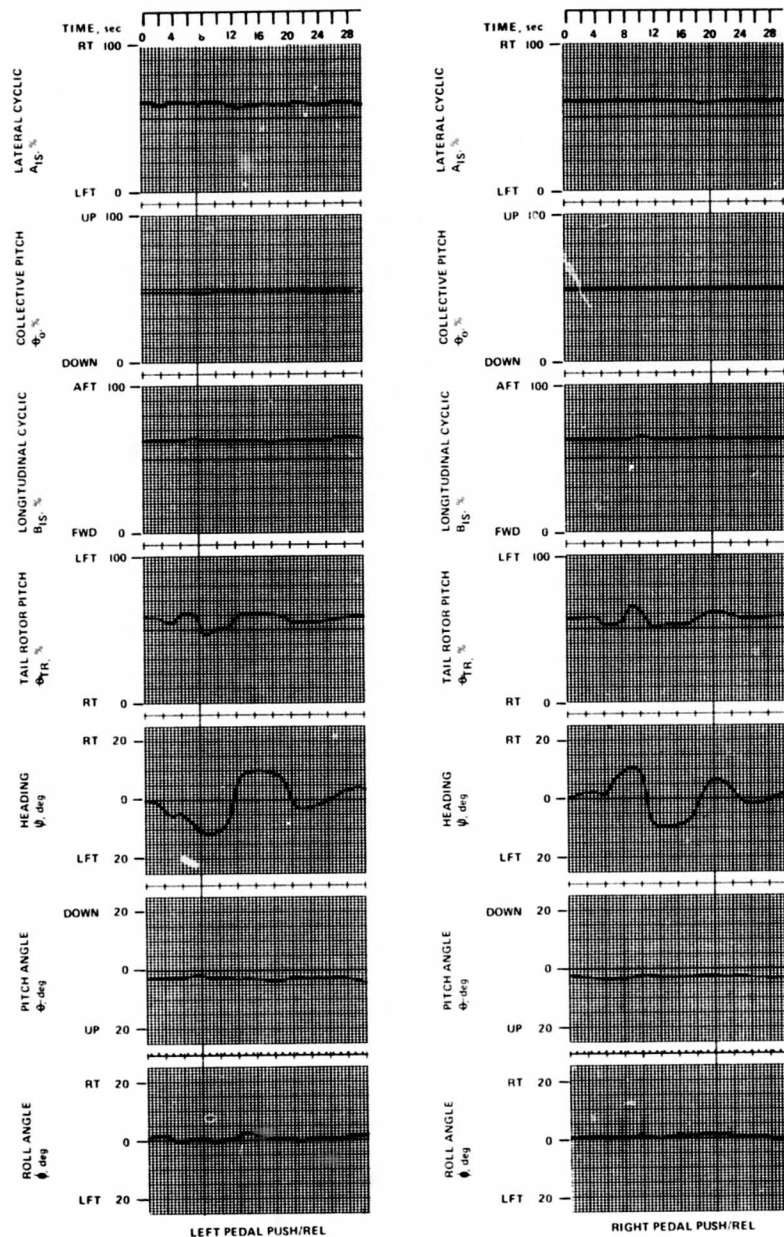 TIME, sec
0 4 8 12 16 20 24 28
LATERAL CYCLIC
A1S, %
RT 100
LFT 0
COLLECTIVE PITCH
θo, %
UP 100
DOWN 0
LONGITUDINAL CYCLIC
B1S, %
AFT 100
FWD 0
TAIL ROTOR PITCH
θTR, %
LFT 100
RT 0
HEADING
ψ, deg
RT 20
0
LFT 20
PITCH ANGLE
θ, deg
DOWN 20
0
UP 20
ROLL ANGLE
ϕ, deg
RT 20
0
LFT 20
LEFT PEDAL PUSH/REL
TIME, sec
0 4 8 12 16 20 24 28
LATERAL CYCLIC
A1S, %
RT 100
LFT 0
COLLECTIVE PITCH
θo, %
UP 100
DOWN 0
LONGITUDINAL CYCLIC
B1S, %
AFT 100
FWD 0
TAIL ROTOR PITCH
θTR, %
LFT 100
RT 0
HEADING
ψ, deg
RT 20
0
LFT 20
PITCH ANGLE
θ, deg
DOWN 20
0
UP 20
ROLL ANGLE
ϕ, deg
RT 20
0
LFT 20
RIGHT PEDAL PUSH/REL